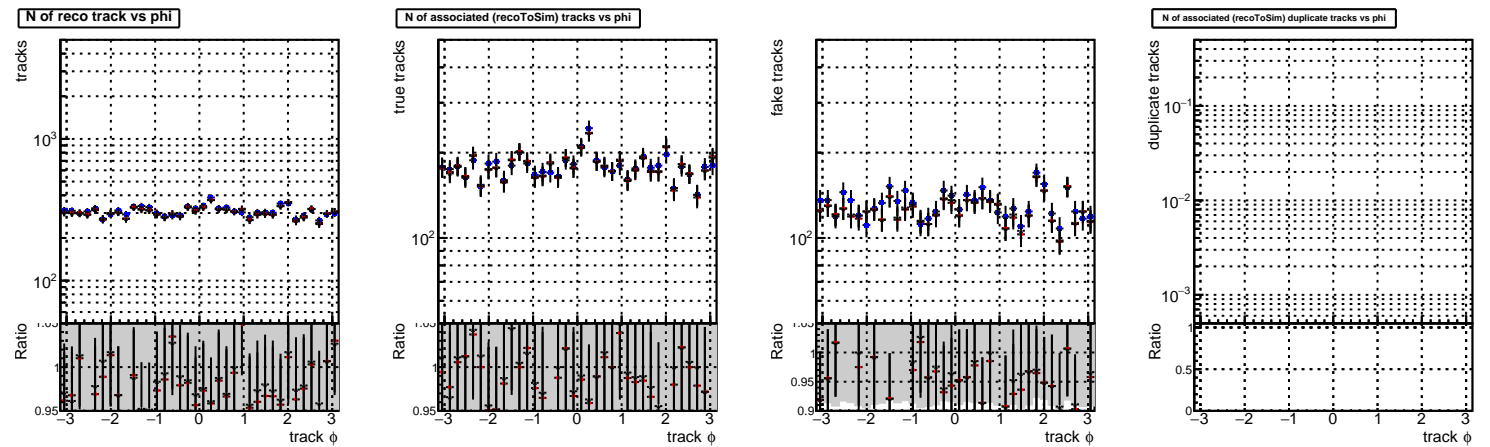 N of reco track vs phi
tracks
10³
10²
Ratio
1.05
1
0.95
−3 −2 −1 0 1 2 3
track ϕ
N of associated (recoToSim) tracks vs phi
true tracks
10²
Ratio
1.05
1
0.95
−3 −2 −1 0 1 2 3
track ϕ
fake tracks
10²
Ratio
1
0.95
0.9
−3 −2 −1 0 1 2 3
track ϕ
N of associated (recoToSim) duplicate tracks vs phi
duplicate tracks
10⁻¹
10⁻²
10⁻³
Ratio
1
0.5
0
−3 −2 −1 0 1 2 3
track ϕ